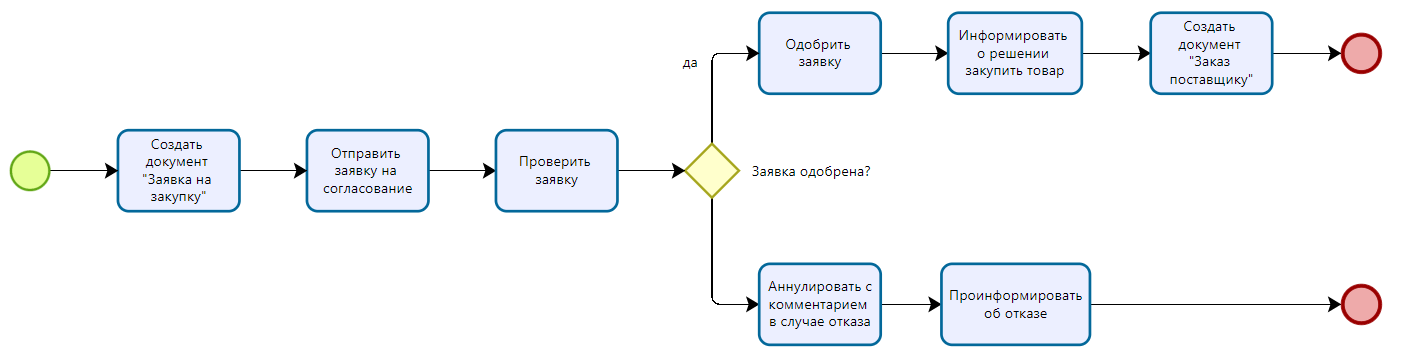 Создать
документ
"Заявка на
закупку"
Отправить
заявку на
согласование
Проверить
заявку
Заявка одобрена?
да
Одобрить
заявку
Информировать
о решении
закупить товар
Создать
документ
"Заказ
поставщику"
Аннулировать с
комментарием
в случае отказа
Проинформировать
об отказе